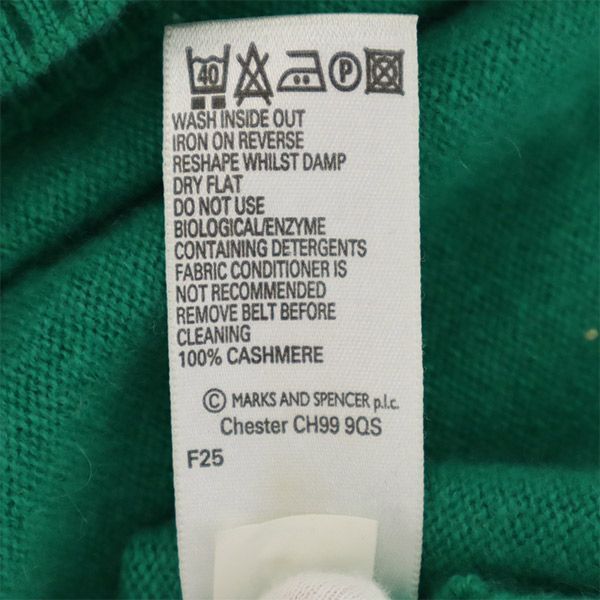 40 P
WASH INSIDE OUT
IRON ON REVERSE
RESHAPE WHILST DAMP
DRY FLAT
DO NOT USE
BIOLOGICAL/ENZYME
CONTAINING DETERGENTS
FABRIC CONDITIONER IS
NOT RECOMMENDED
REMOVE BELT BEFORE
CLEANING
100% CASHMERE
© MARKS AND SPENCER p.l.c.
Chester CH99 9QS
F25